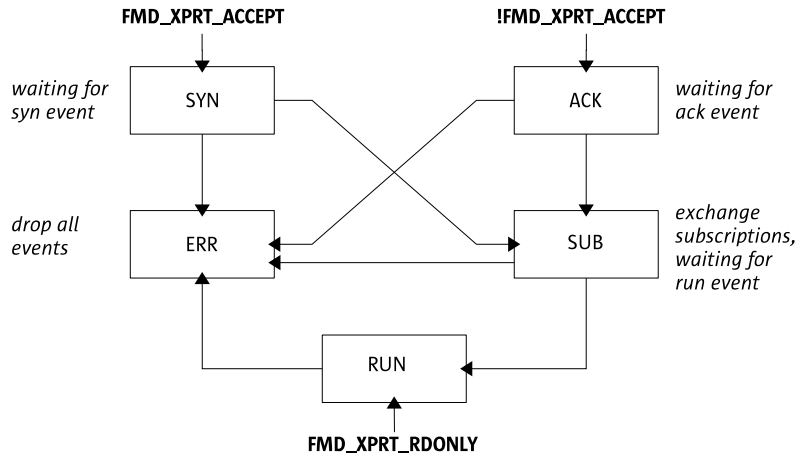 FMD_XPRT_ACCEPT
!FMD_XPRT_ACCEPT
waiting for
syn event
SYN
ACK
waiting for
ack event
drop all
events
ERR
SUB
exchange
subscriptions,
waiting for
run event
RUN
FMD_XPRT_RDONLY